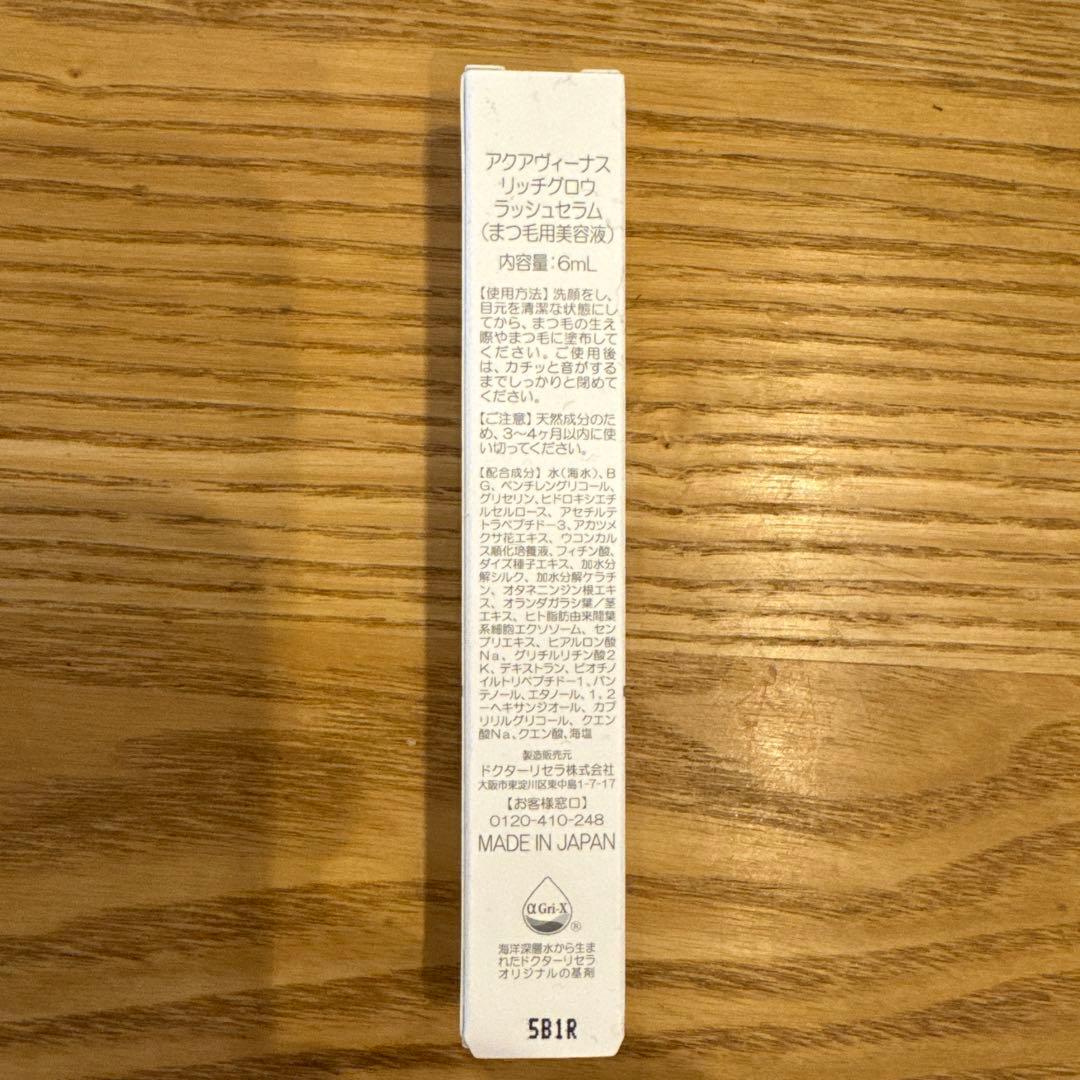 アクアヴィーナス
リッチグロウ
ラッシュセラム
(まつ毛用美容液)
内容量:6mL
【使用方法】洗顔をし、
目元を清潔な状態にし
てから、まつ毛の生え
際やまつ毛に塗布して
ください。ご使用後
は、カチッと音がする
までしっかりと閉めて
ください。
【ご注意】天然成分のた
め、3〜4ヶ月以内に使
い切ってください。
【配合成分】水(海水)、B
G、ペンチレングリコール、
グリセリン、ヒドロキシエチ
ルセルロース、アセチルテ
トラペプチド-3、アカツメ
クサ花エキス、ウコンカル
ス順化培養液、フィチン酸、
ダイズ種子エキス、加水分
解シルク、加水分解ケラチ
ン、オタネニンジン根エキ
ス、オランダガラシ葉/茎
エキス、ヒト脂肪由来間葉
系細胞エクソソーム、セン
ブリエキス、ヒアルロン酸
Na、グリチルリチン酸2
K、デキストラン、ビオチノ
イルトリペプチド-1、パン
テノール、エタノール、1,2
-ヘキサンジオール、カプ
リリルグリコール、クエン
酸Na、クエン酸、海塩
製造販売元
ドクターリセラ株式会社
大阪市東淀川区東中島1-7-17
【お客様窓口】
0120-410-248
MADE IN JAPAN
αGri-X
®
海洋深層水から生ま
れたドクターリセラ
オリジナルの基剤
5B1R